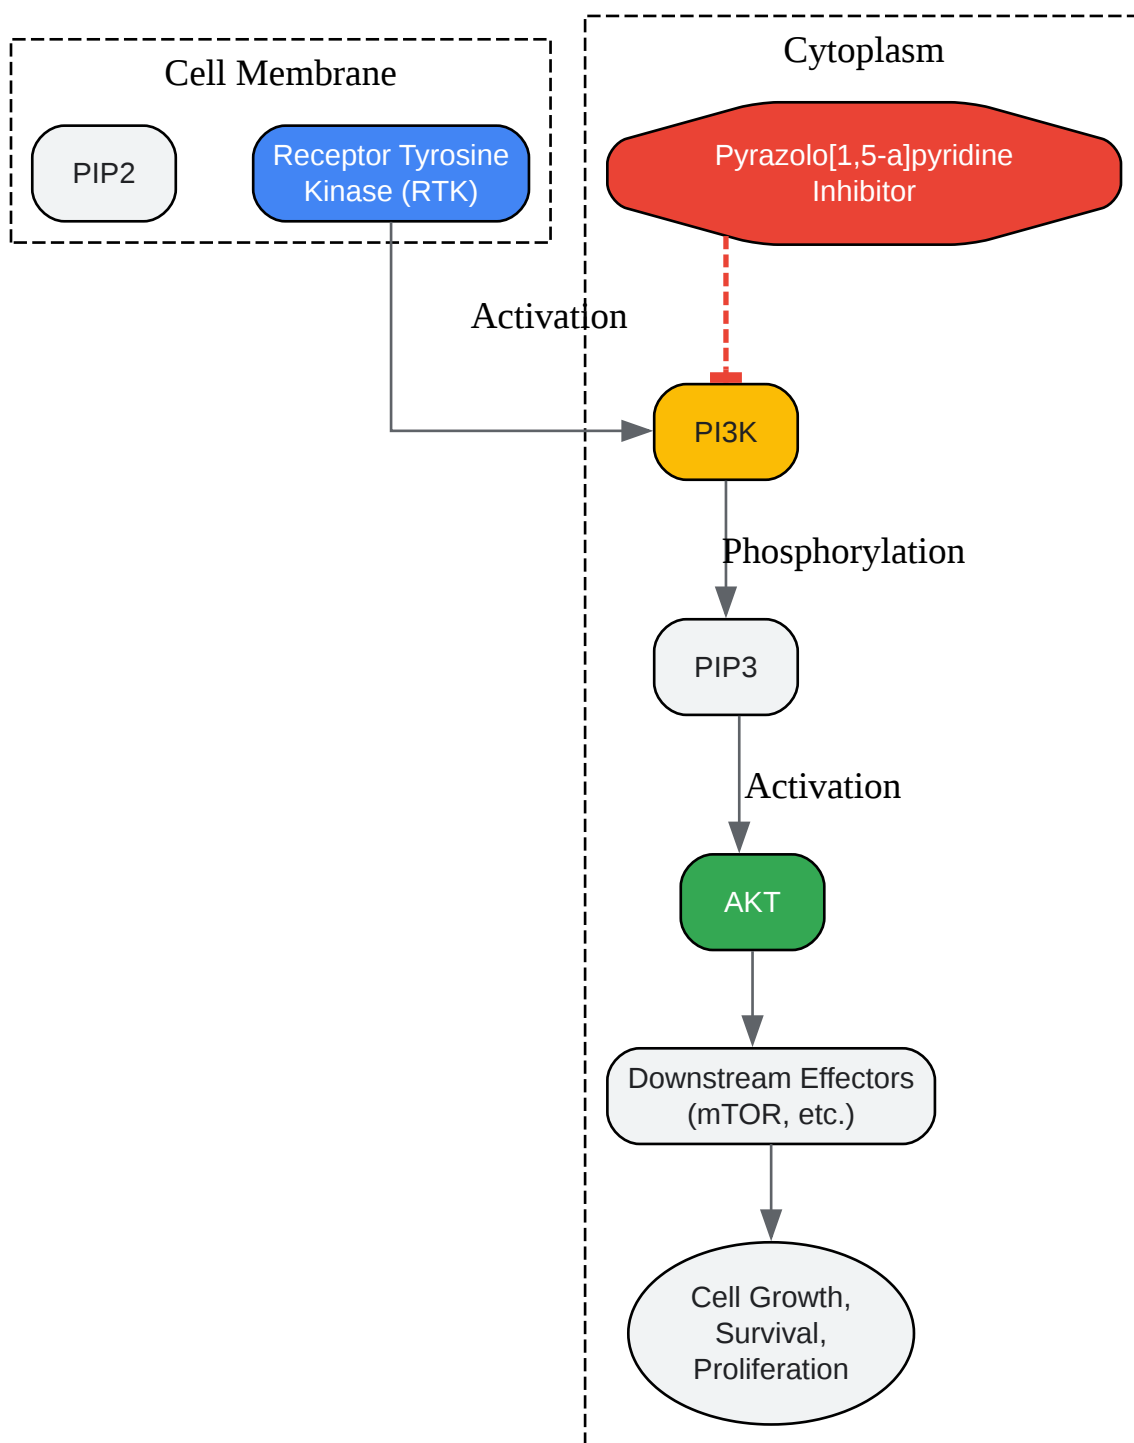 Cell Membrane
PIP2
Receptor Tyrosine
Kinase (RTK)
Cytoplasm
Pyrazolo[1,5-a]pyridine
Inhibitor
Activation
PI3K
Phosphorylation
PIP3
Activation
AKT
Downstream Effectors
(mTOR, etc.)
Cell Growth,
Survival,
Proliferation